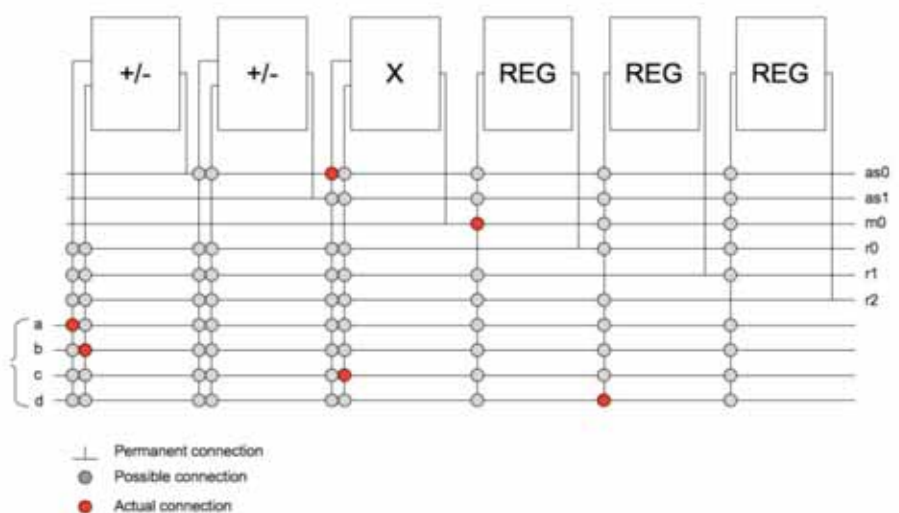 +/-
+/-
X
REG
REG
REG
as0
as1
m0
r0
r1
r2
a
b
c
d
Permanent connection
Possible connection
Actual connection